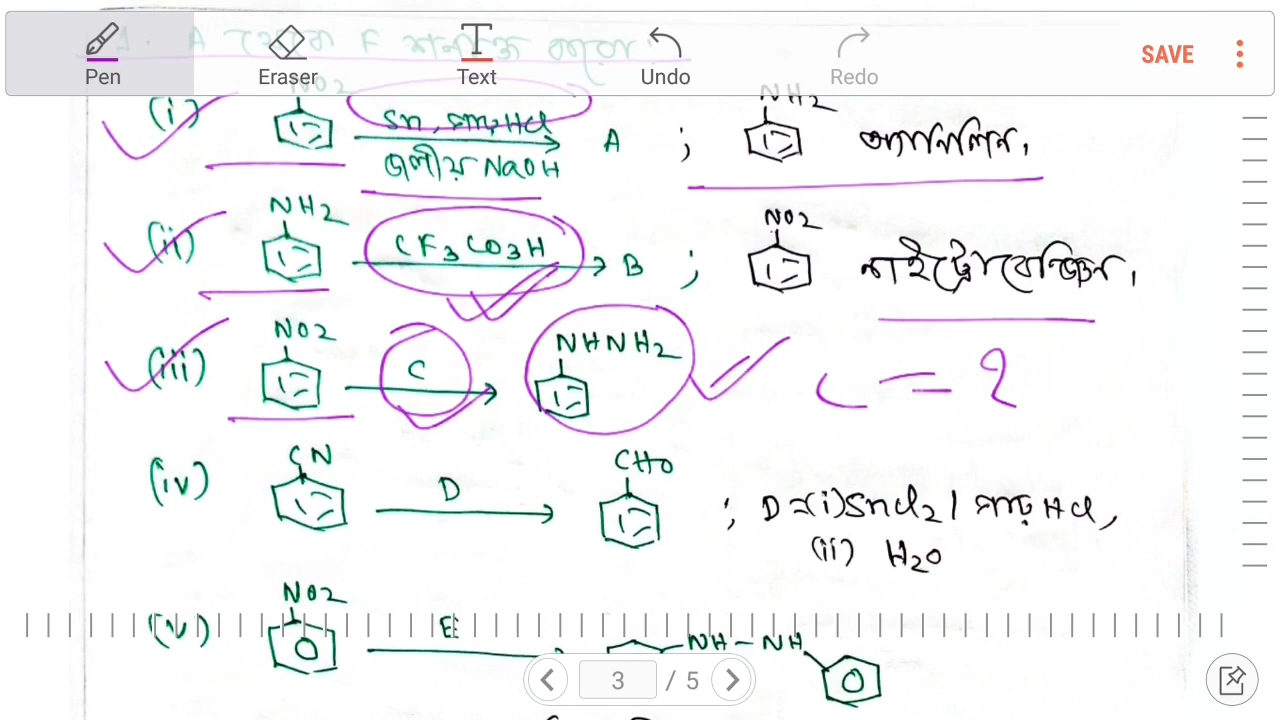 Pen
Eraser
Text
Undo
Redo
SAVE
1. A থেকে F শনাক্ত করো।
(i) NO2 Sn, গাঢ় HCl A ; NH2 অ্যানিলিন।
জলীয় NaOH
(ii) NH2 CF3CO3H B ; NO2 নাইট্রোবেঞ্জিন।
(iii) NO2 C NHNH2 C = ?
(iv) CN D CHO ; D = (i) SnCl2 / গাঢ় HCl,
(ii) H2O
(v) NO2 E NH - NH
3 / 5